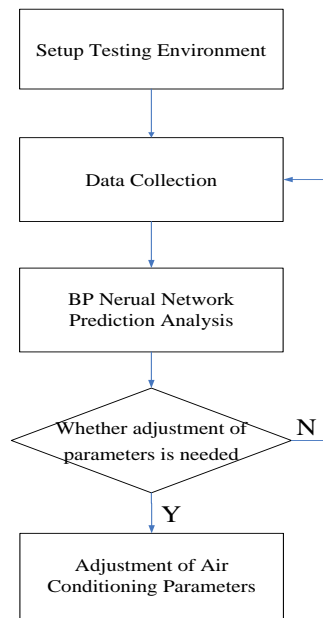 Setup Testing Environment
Data Collection
BP Nerual Network
Prediction Analysis
Whether adjustment of
parameters is needed
N
Y
Adjustment of Air
Conditioning Parameters